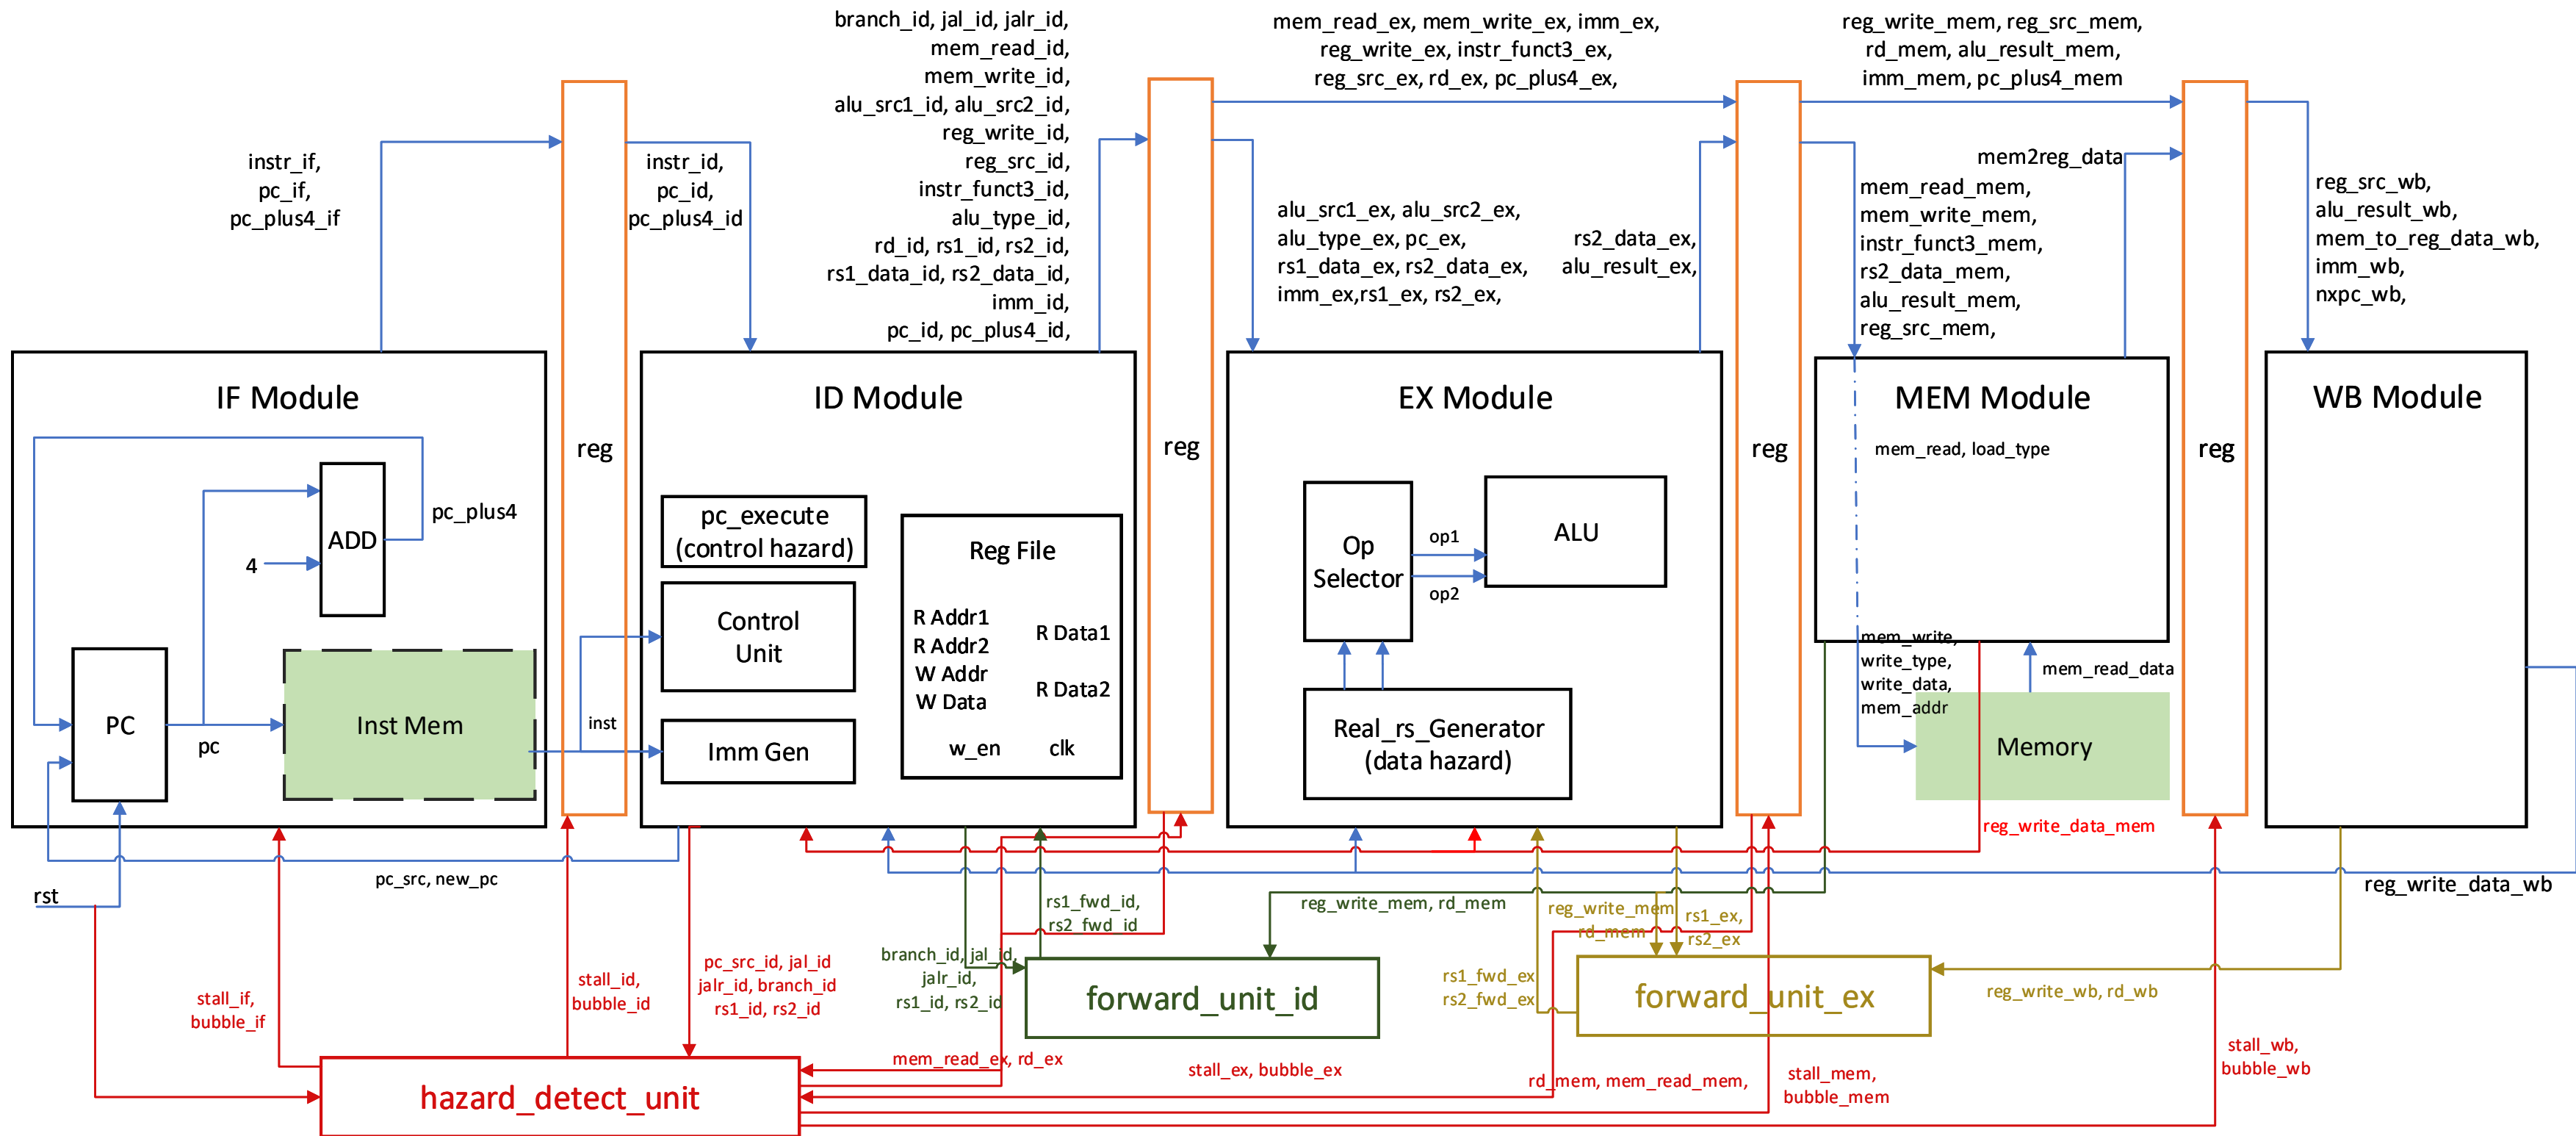 branch_id, jal_id, jalr_id,
mem_read_id,
mem_write_id,
alu_src1_id, alu_src2_id,
reg_write_id,
reg_src_id,
instr_funct3_id,
alu_type_id,
rd_id, rs1_id, rs2_id,
rs1_data_id, rs2_data_id,
imm_id,
pc_id, pc_plus4_id,
mem_read_ex, mem_write_ex, imm_ex,
reg_write_ex, instr_funct3_ex,
reg_src_ex, rd_ex, pc_plus4_ex,
reg_write_mem, reg_src_mem,
rd_mem, alu_result_mem,
imm_mem, pc_plus4_mem
instr_if,
pc_if,
pc_plus4_if
instr_id,
pc_id,
pc_plus4_id
alu_src1_ex, alu_src2_ex,
alu_type_ex, pc_ex,
rs1_data_ex, rs2_data_ex,
imm_ex,rs1_ex, rs2_ex,
rs2_data_ex,
alu_result_ex,
mem2reg_data
mem_read_mem,
mem_write_mem,
instr_funct3_mem,
rs2_data_mem,
alu_result_mem,
reg_src_mem,
reg_src_wb,
alu_result_wb,
mem_to_reg_data_wb,
imm_wb,
nxpc_wb,
IF Module
reg
ID Module
reg
EX Module
reg
MEM Module
reg
WB Module
ADD
4
pc_plus4
PC
pc
Inst Mem
inst
pc_execute
(control hazard)
Control
Unit
Imm Gen
Reg File
R Addr1
R Addr2
W Addr
W Data
R Data1
R Data2
w_en
clk
Op
Selector
op1
op2
ALU
Real_rs_Generator
(data hazard)
mem_read, load_type
mem_write,
write_type,
write_data,
mem_addr
mem_read_data
Memory
reg_write_data_mem
reg_write_data_wb
pc_src, new_pc
rst
rs1_fwd_id,
rs2_fwd_id
reg_write_mem, rd_mem
reg_write_mem
rd_mem
rs1_ex,
rs2_ex
branch_id, jal_id,
jalr_id,
rs1_id, rs2_id
forward_unit_id
rs1_fwd_ex
rs2_fwd_ex
forward_unit_ex
reg_write_wb, rd_wb
stall_if,
bubble_if
stall_id,
bubble_id
pc_src_id, jal_id
jalr_id, branch_id
rs1_id, rs2_id
hazard_detect_unit
mem_read_ex, rd_ex
stall_ex, bubble_ex
rd_mem, mem_read_mem,
stall_mem,
bubble_mem
stall_wb,
bubble_wb